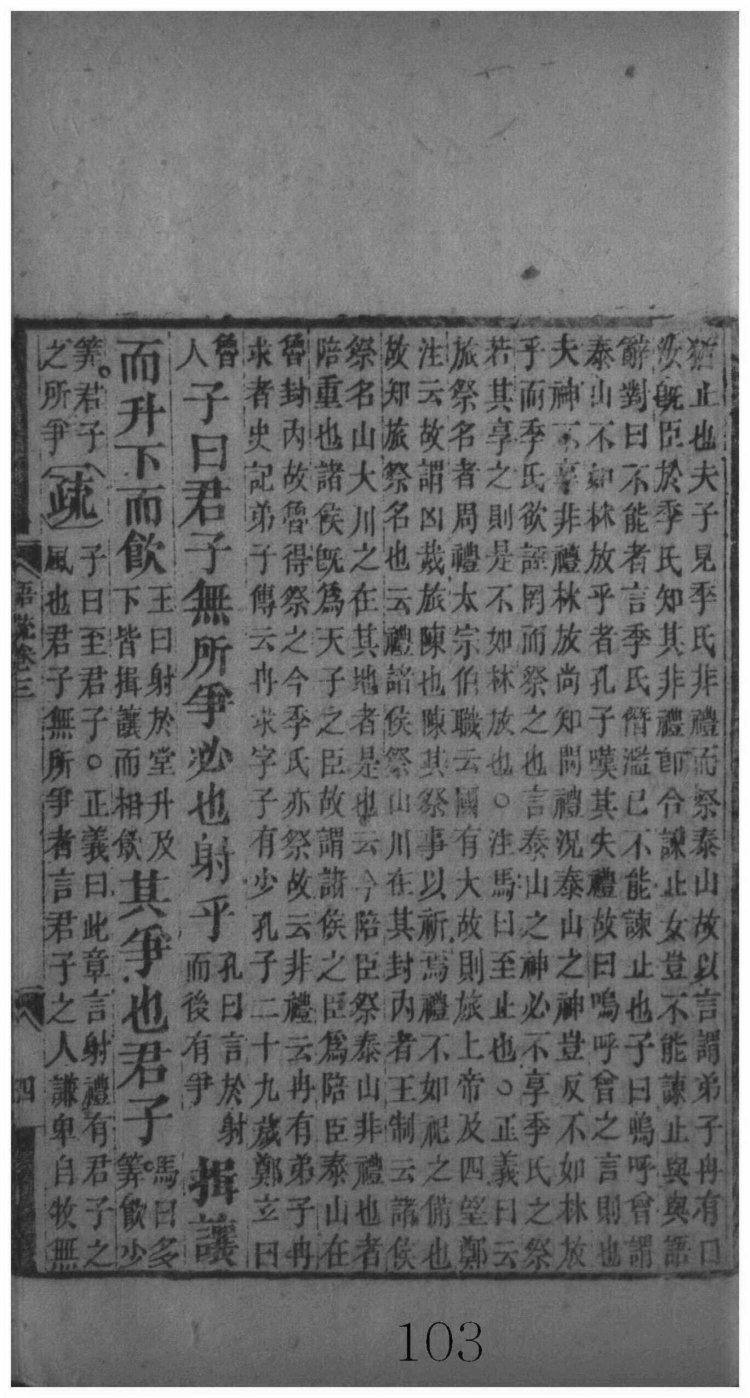 猶止也夫子見季氏非禮而祭泰山故以言謂弟子冉有曰
汝旣臣於季氏知其非禮即合諫止女豈不能諫止與與語
辭對曰不能者言季氏僭濫已不能諫止也子曰嗚呼曾謂
泰山不如林放乎者孔子嘆其失禮故曰嗚呼曾之言則也
夫神不享非禮林放尚知問禮況泰山之神豈反不如林放
乎而季氏欲誣罔而祭之也言泰山之神必不享季氏之祭
若其享之則是不如林放也○注馬曰至止也○正義曰云
旅祭名者周禮太宗伯職云國有大故則旅上帝及四望鄭
注云故謂凶烖旅陳也陳其祭事以祈焉禮不如祀之備也
故知旅祭名也云禮諸侯祭山川在其封内者王制云諸侯
祭名山大川之在其地者是也云今陪臣祭泰山非禮也者
陪重也諸侯旣爲天子之臣故謂諸侯之臣爲陪臣泰山在
魯封内故魯得祭之今季氏亦祭故云非禮云冉有弟子冉
求者史記弟子傳云冉求字子有少孔子二十九歳鄭玄曰
魯人子曰君子無所爭必也射乎孔曰言於射而後有爭揖讓
而升下而飲王曰射於堂升及下皆揖讓而相飲其爭也君子馬曰多筭飲少
筭君子之所爭疏子曰至君子○正義曰此章言射禮有君子之風也君子無所爭者言君子之人謙卑自牧無
語疏卷三 四
103